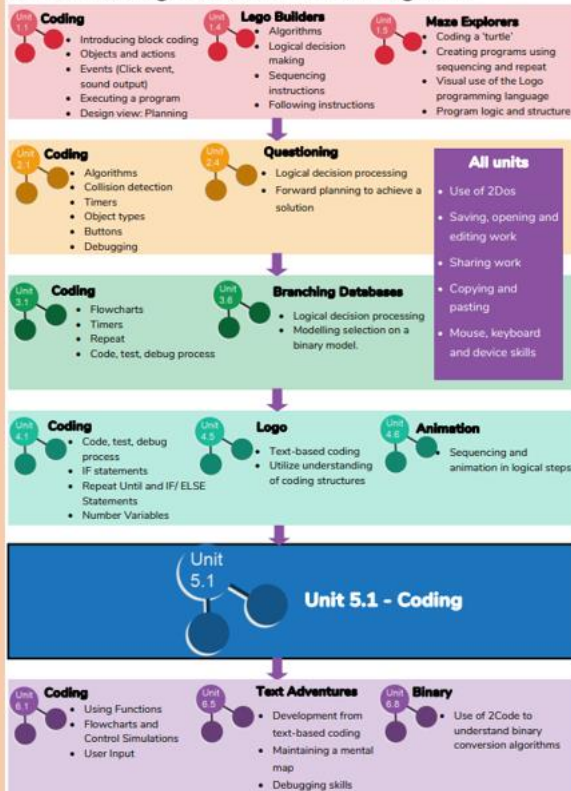 Unit
1.1
Coding
• Introducing block coding
• Objects and actions
• Events (Click event,
sound output)
• Executing a program
• Design view: Planning
Unit
1.4
Lego Builders
• Algorithms
• Logical decision
making
• Sequencing
instructions
• Following instructions
Unit
1.5
Maze Explorers
• Coding a ‘turtle’
• Creating programs using
sequencing and repeat
• Visual use of the Logo
programming language
• Program logic and structure
Unit
2.1
Coding
• Algorithms
• Collision detection
• Timers
• Object types
• Buttons
• Debugging
Unit
2.4
Questioning
• Logical decision processing
• Forward planning to achieve a
solution
All units
• Use of 2Dos
• Saving, opening and
editing work
• Sharing work
• Copying and
pasting
• Mouse, keyboard
and device skills
Unit
3.1
Coding
• Flowcharts
• Timers
• Repeat
• Code, test, debug process
Unit
3.6
Branching Databases
• Logical decision processing
• Modelling selection on a
binary model.
Unit
4.1
Coding
• Code, test, debug
process
• IF statements
• Repeat Until and IF/ ELSE
Statements
• Number Variables
Unit
4.5
Logo
• Text-based coding
• Utilize understanding
of coding structures
Unit
4.6
Animation
• Sequencing and
animation in logical steps
Unit
5.1
Unit 5.1 - Coding
Unit
6.1
Coding
• Using Functions
• Flowcharts and
Control Simulations
• User Input
Unit
6.5
Text Adventures
• Development from
text-based coding
• Maintaining a mental
map
• Debugging skills
Unit
6.8
Binary
• Use of 2Code to
understand binary
conversion algorithms